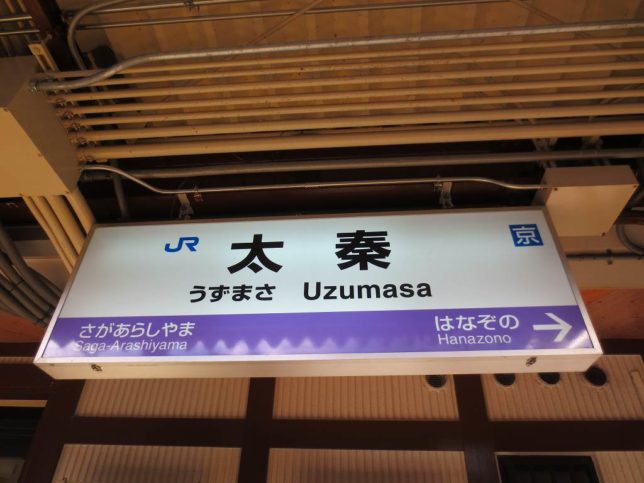 JR 太秦 京
うずまさ Uzumasa
さがあらしやま はなぞの →
Saga-Arashiyama Hanazono